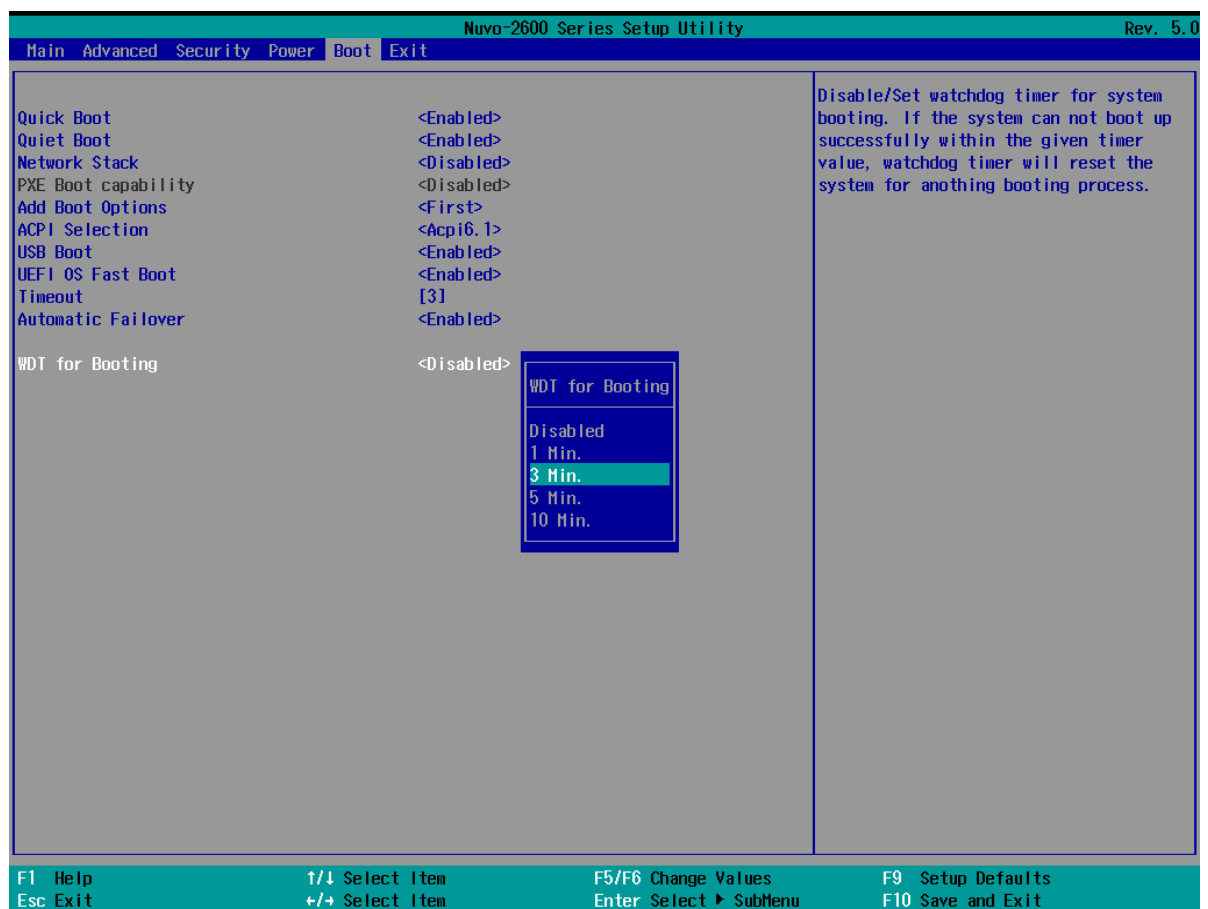 Nuvo-2600 Series Setup Utility Rev. 5.0
Main Advanced Security Power Boot Exit
Quick Boot <Enabled>
Quiet Boot <Enabled>
Network Stack <Disabled>
PXE Boot capability <Disabled>
Add Boot Options <First>
ACPI Selection <Acpi6.1>
USB Boot <Enabled>
UEFI OS Fast Boot <Enabled>
Timeout [3]
Automatic Failover <Enabled>
WDT for Booting <Disabled>
WDT for Booting
Disabled
1 Min.
3 Min.
5 Min.
10 Min.
Disable/Set watchdog timer for system
booting. If the system can not boot up
successfully within the given timer
value, watchdog timer will reset the
system for anothing booting process.
F1 Help ↑/↓ Select Item F5/F6 Change Values F9 Setup Defaults
Esc Exit ←/→ Select Item Enter Select ▶ SubMenu F10 Save and Exit